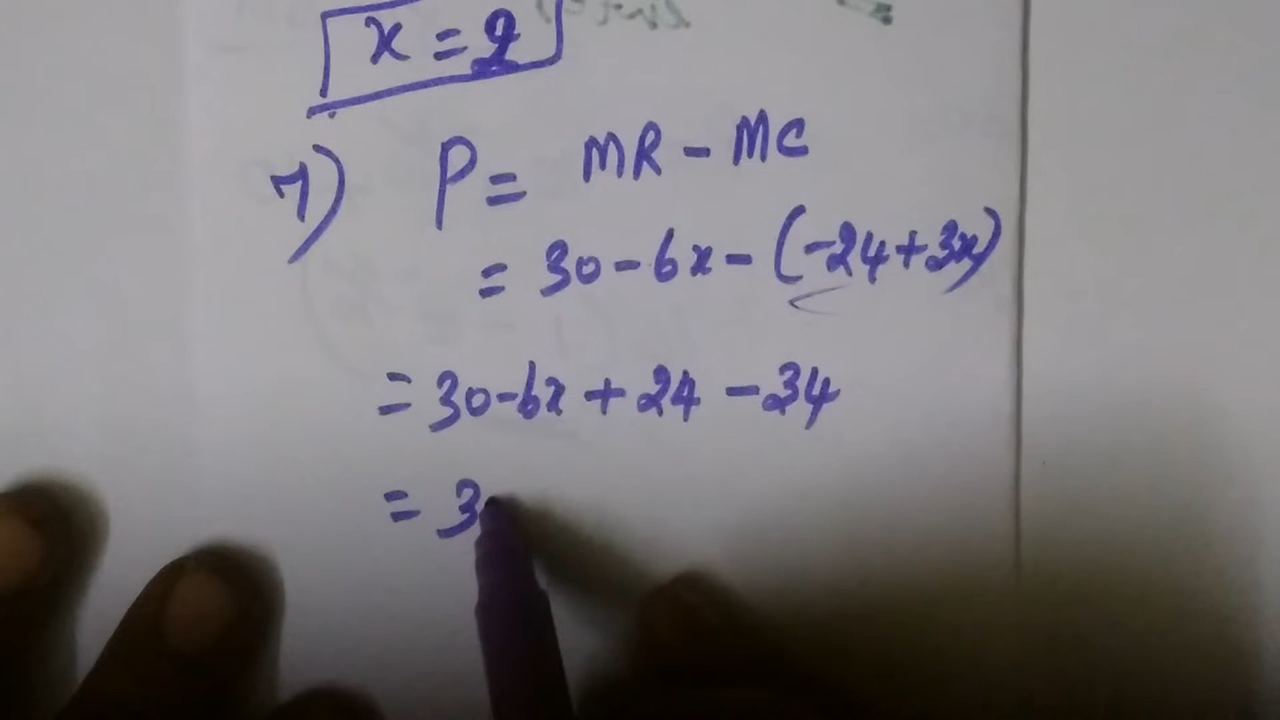 x = 2
7) P = MR - MC
= 30 - 6x - (-24 + 3x)
= 30 - 6x + 24 - 34
= 3